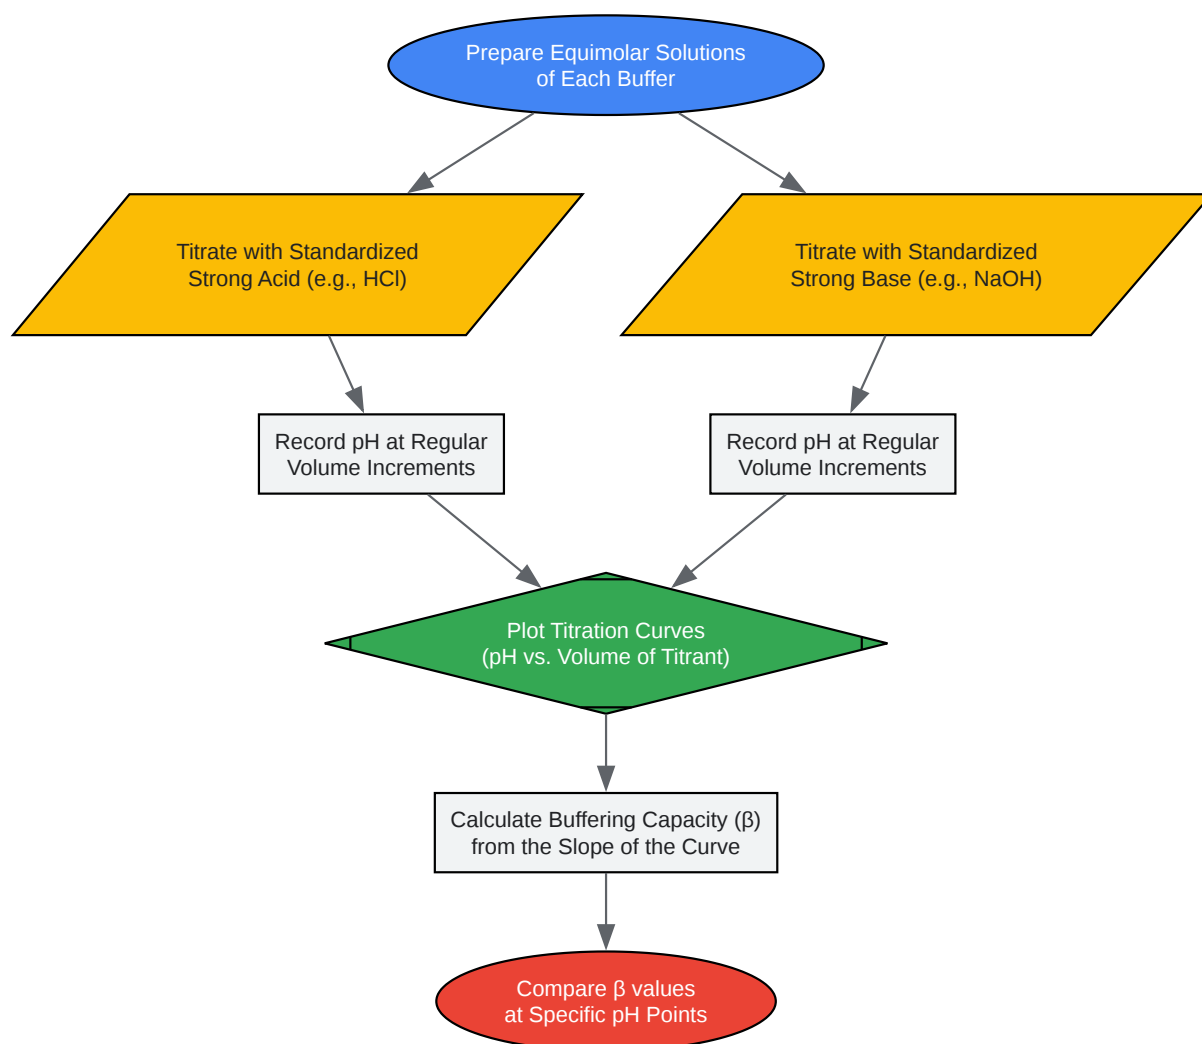 Prepare Equimolar Solutions
of Each Buffer
Titrate with Standardized
Strong Acid (e.g., HCl)
Titrate with Standardized
Strong Base (e.g., NaOH)
Record pH at Regular
Volume Increments
Record pH at Regular
Volume Increments
Plot Titration Curves
(pH vs. Volume of Titrant)
Calculate Buffering Capacity (β)
from the Slope of the Curve
Compare β values
at Specific pH Points